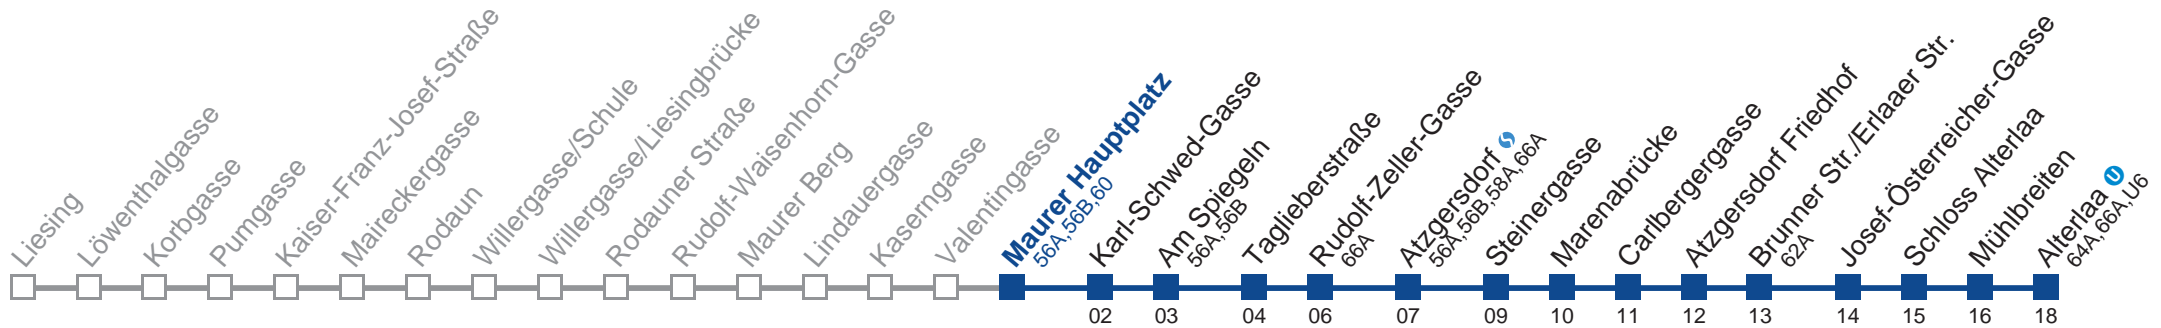 Liesing
Löwenthalgasse
Korbgasse
Pumgasse
Kaiser-Franz-Josef-Straße
Maireckergasse
Rodaun
Willergasse/Schule
Willergasse/Liesingbrücke
Rodauner Straße
Rudolf-Waisenhorn-Gasse
Maurer Berg
Lindauergasse
Kaserngasse
Valentingasse
Maurer Hauptplatz
56A,56B,60
Karl-Schwed-Gasse
Am Spiegeln
56A,56B
Taglieberstraße
Rudolf-Zeller-Gasse
66A
Atzgersdorf
56A,56B,58A,66A
Steinergasse
Marenabrücke
Carlbergergasse
Atzgersdorf Friedhof
Brunner Str./Erlaaer Str.
62A
Josef-Österreicher-Gasse
Schloss Alterlaa
Mühlbreiten
Alterlaa U
64A,66A,U6
02 03 04 06 07 09 10 11 12 13 14 15 16 18